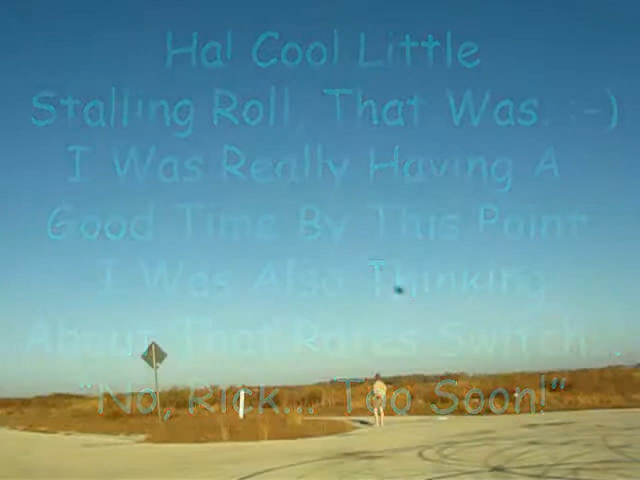 Ha! Cool Little
Stalling Roll, That Was. :-)
I Was Really Having A
Good Time By This Point
I Was Also Thinking
About That Rates Switch...
"No, Rick... Too Soon!"